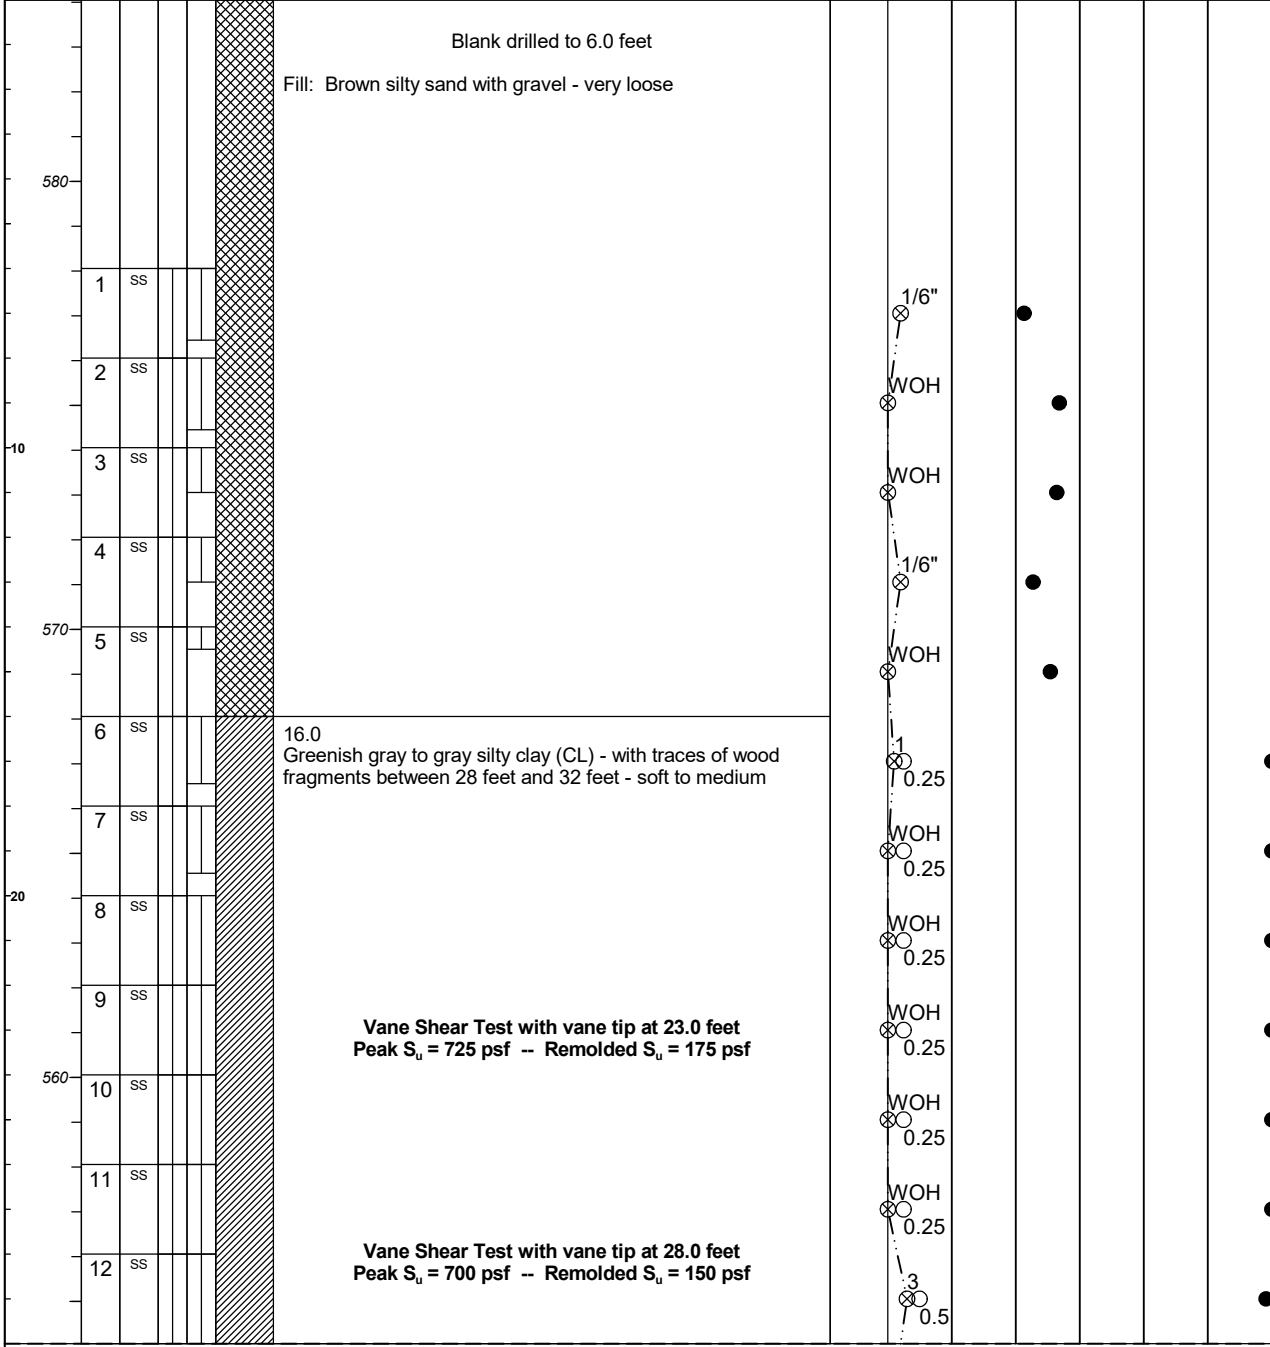 Blank drilled to 6.0 feet
Fill: Brown silty sand with gravel - very loose
580
1 SS 1/6"
2 SS WOH
10
3 SS WOH
4 SS 1/6"
570
5 SS WOH
6 SS 16.0 1
Greenish gray to gray silty clay (CL) - with traces of wood
fragments between 28 feet and 32 feet - soft to medium 0.25
7 SS WOH
0.25
20
8 SS WOH
0.25
9 SS WOH
Vane Shear Test with vane tip at 23.0 feet
Peak Su = 725 psf -- Remolded Su = 175 psf 0.25
560
10 SS WOH
0.25
11 SS WOH
0.25
Vane Shear Test with vane tip at 28.0 feet
12 SS Peak Su = 700 psf -- Remolded Su = 150 psf 3
0.5